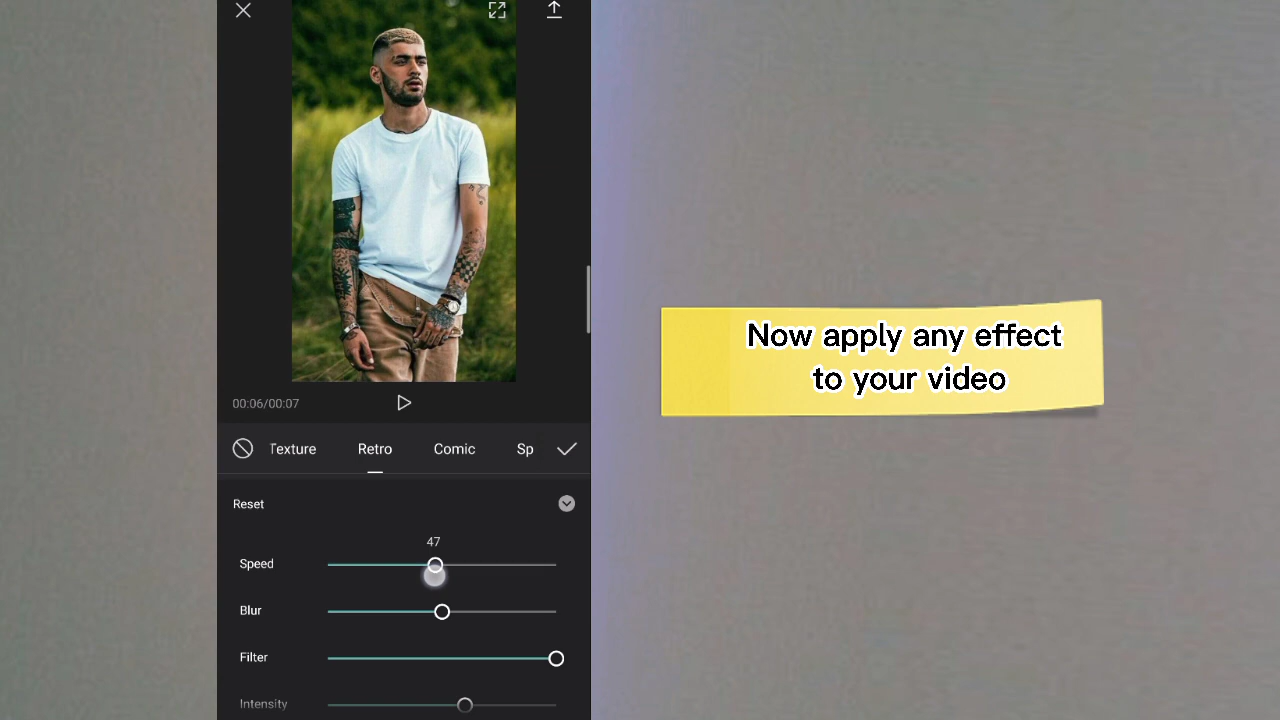 00:06/00:07
Texture Retro Comic Sp
Reset
47
Speed
Blur
Filter
Intensity
Now apply any effect
to your video